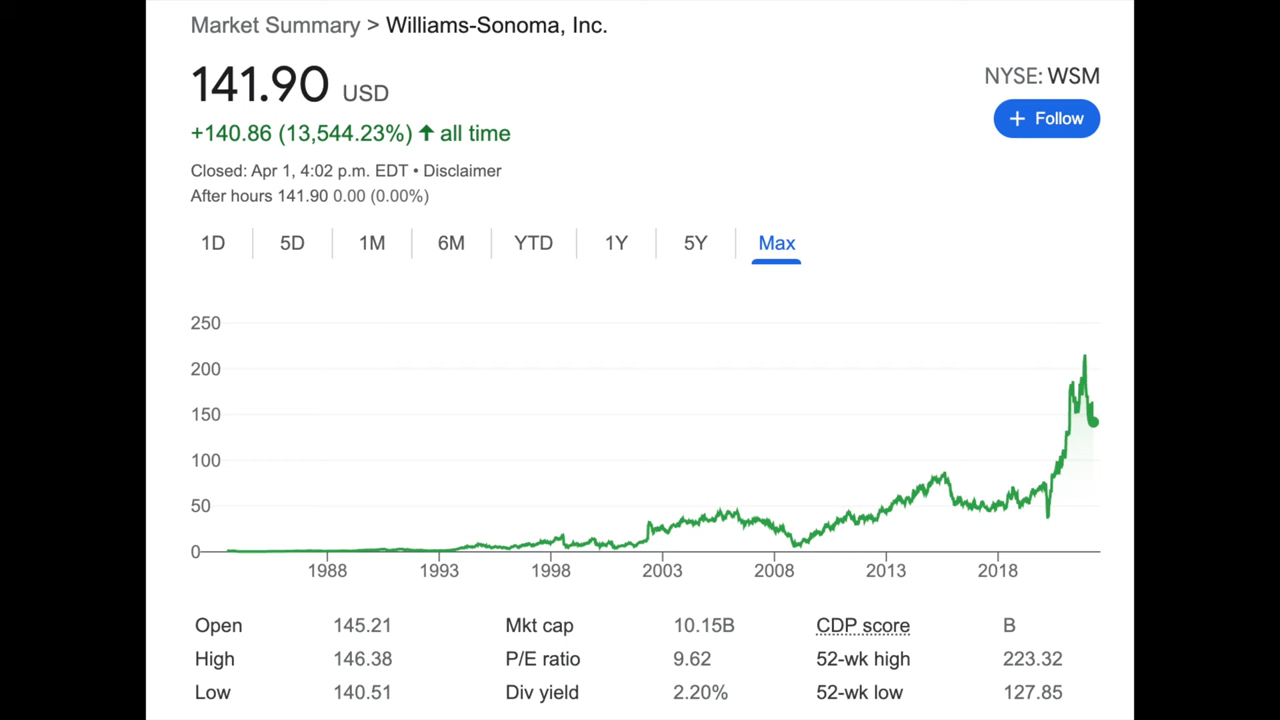 Market Summary > Williams-Sonoma, Inc.
141.90 USD
NYSE: WSM
+ Follow
+140.86 (13,544.23%) ↑ all time
Closed: Apr 1, 4:02 p.m. EDT • Disclaimer
After hours 141.90 0.00 (0.00%)
1D 5D 1M 6M YTD 1Y 5Y Max
250
200
150
100
50
0
1988 1993 1998 2003 2008 2013 2018
Open 145.21 Mkt cap 10.15B CDP score B
High 146.38 P/E ratio 9.62 52-wk high 223.32
Low 140.51 Div yield 2.20% 52-wk low 127.85